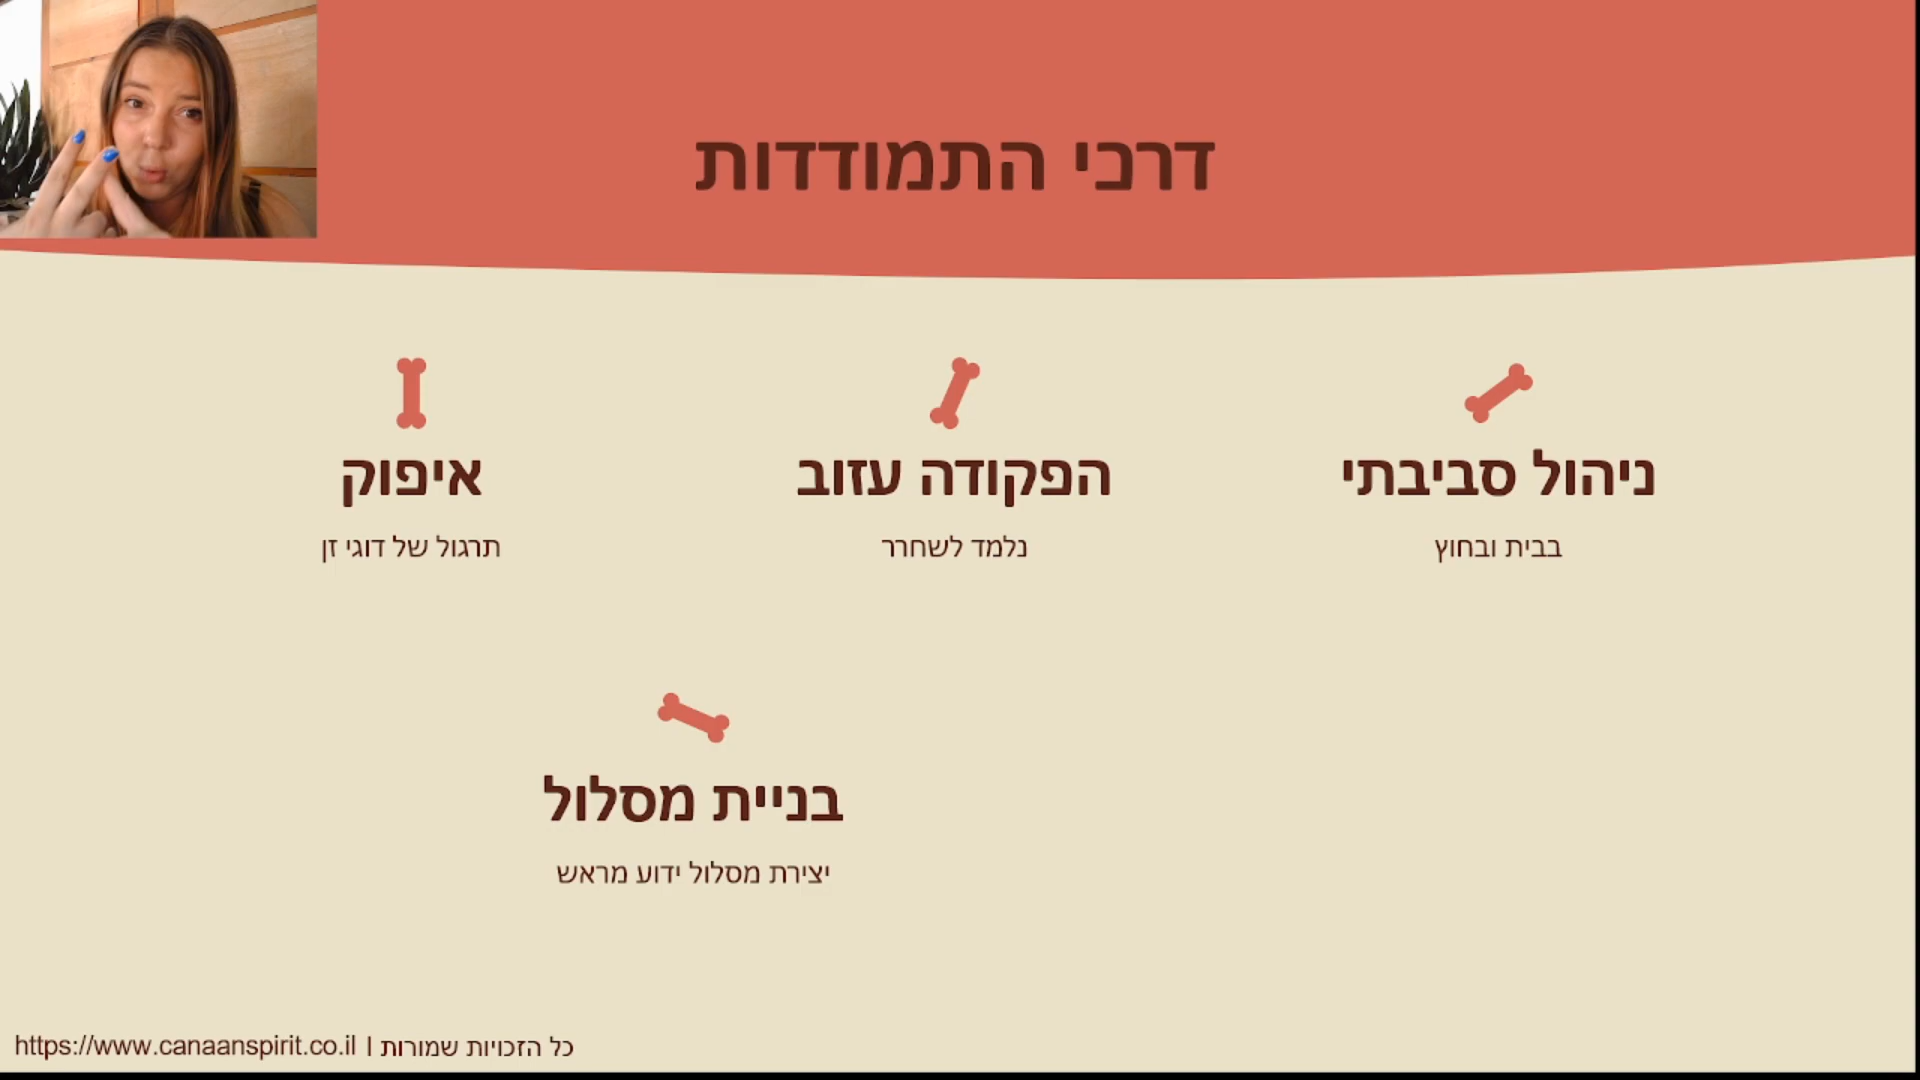 דרכי התמודדות
ניהול סביבתי
בבית ובחוץ
הפקודה עזוב
נלמד לשחרר
איפוק
תרגול של דוגי זן
בניית מסלול
יצירת מסלול ידוע מראש
כל הזכויות שמורות | https://www.canaanspirit.co.il